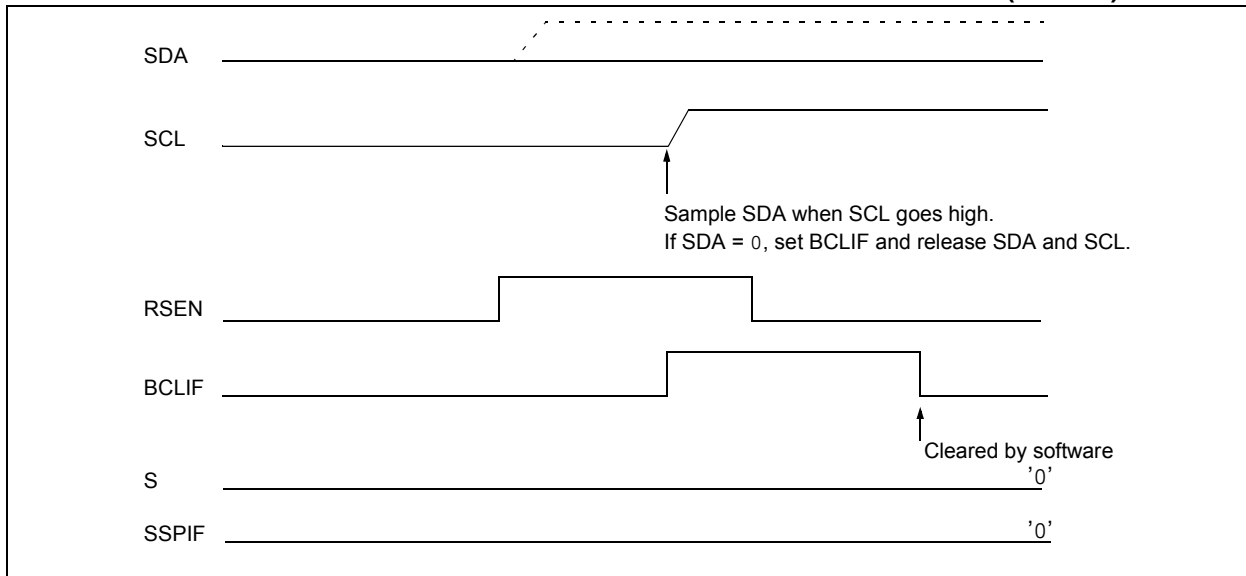 SDA
SCL
Sample SDA when SCL goes high.
If SDA = 0, set BCLIF and release SDA and SCL.
RSEN
BCLIF
Cleared by software
S
'0'
SSPIF
'0'